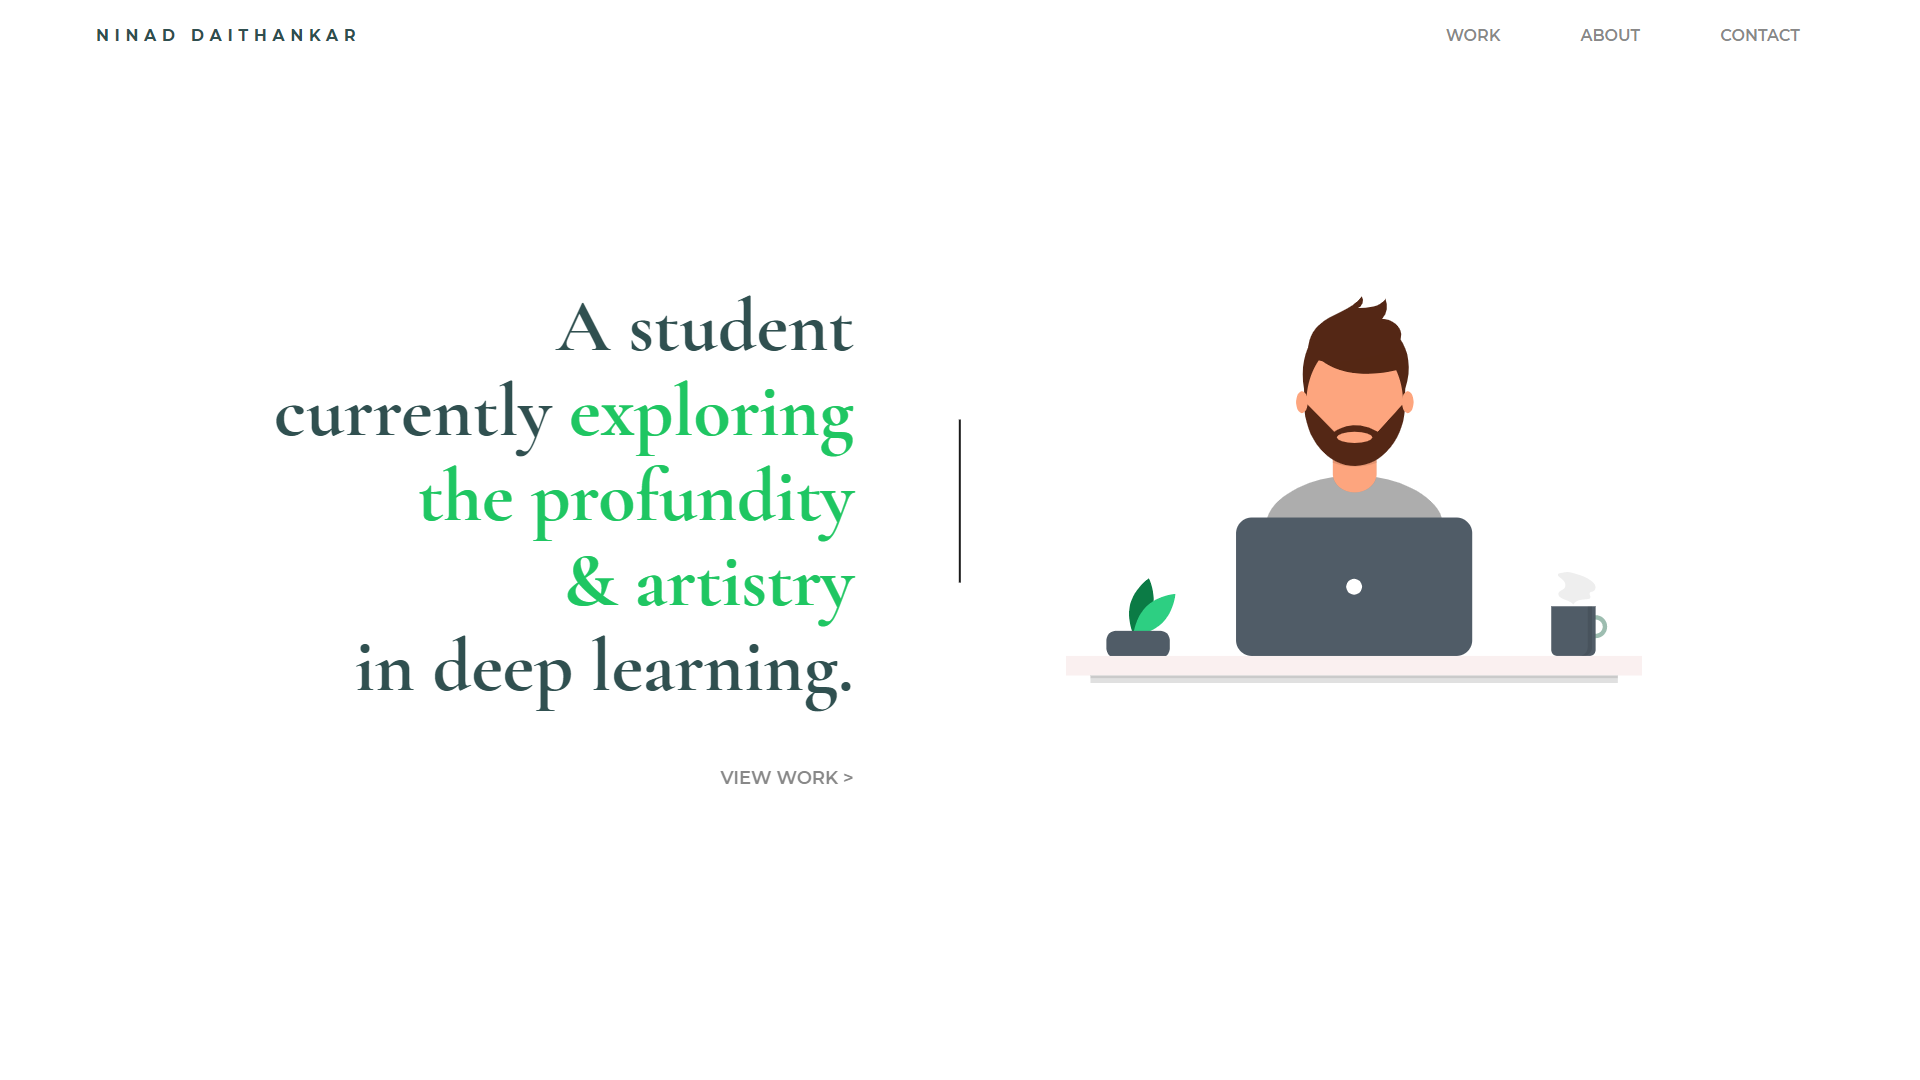 NINAD DAITHANKAR
WORK
ABOUT
CONTACT
A student
currently exploring
the profundity
& artistry
in deep learning.
VIEW WORK >